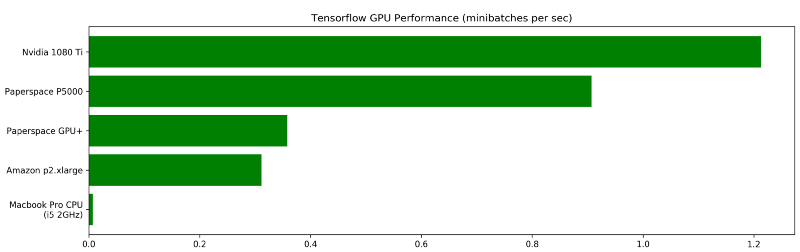 Tensorflow GPU Performance (minibatches per sec)
Nvidia 1080 Ti
Paperspace P5000
Paperspace GPU+
Amazon p2.xlarge
Macbook Pro CPU
(i5 2GHz)
0.0 0.2 0.4 0.6 0.8 1.0 1.2